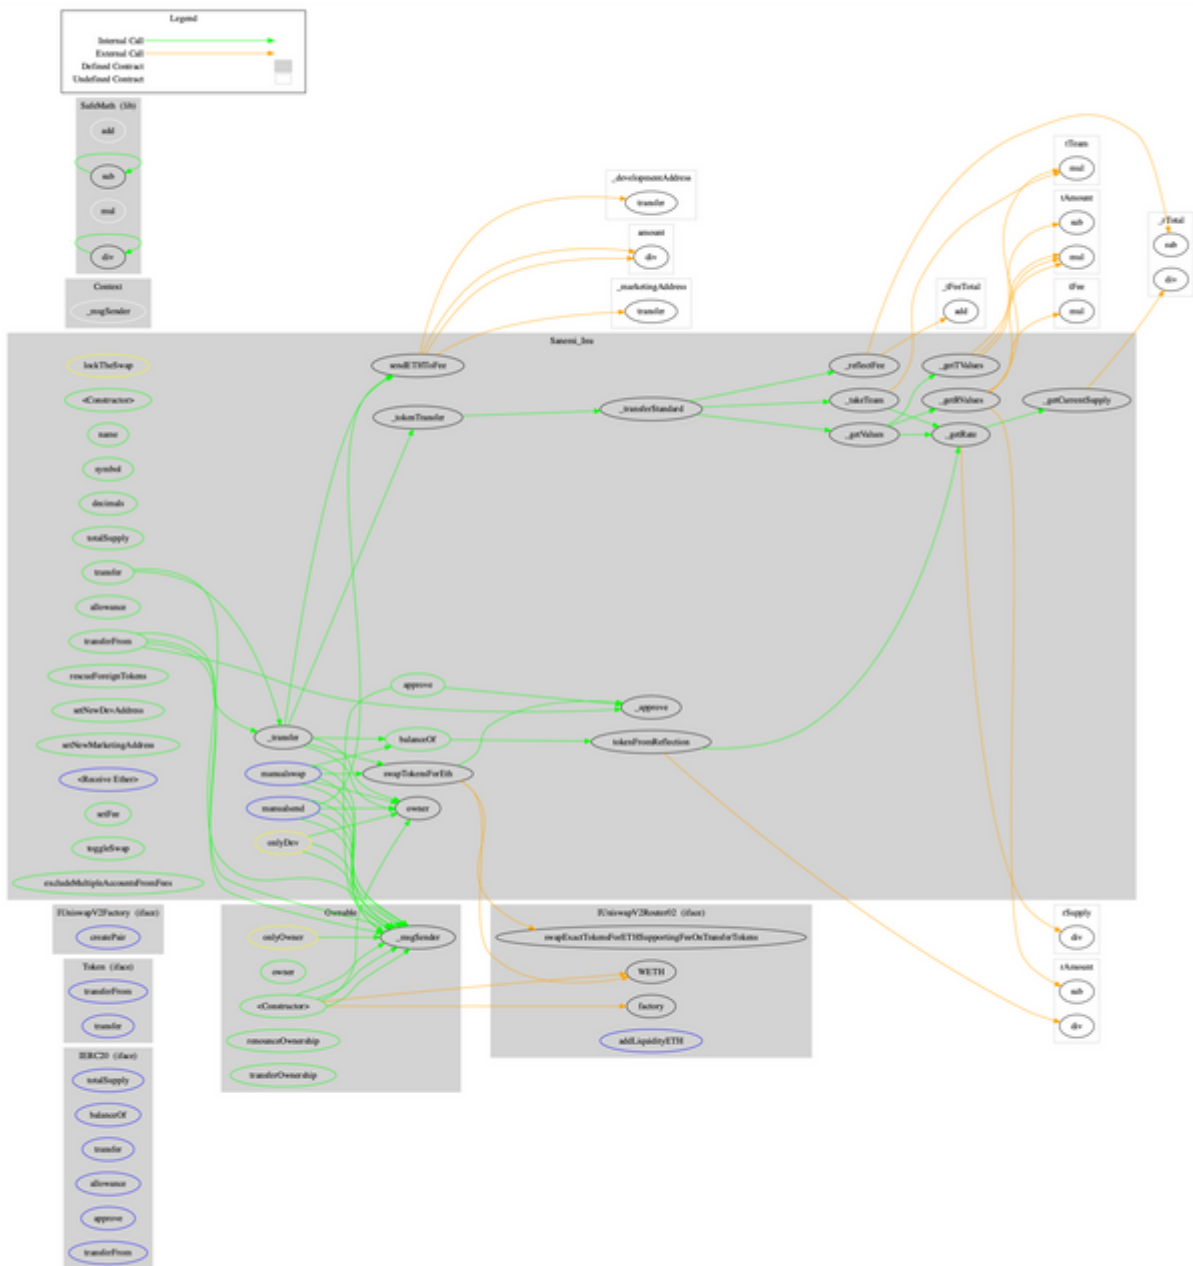 Legend
Internal Call
External Call
Defined Contract
Undefined Contract
SafeMath (lib)
add
sub
mul
div
Context
_msgSender
_developmentAddress
transfer
amount
div
_marketingAddress
transfer
_tFeeTotal
add
tTeam
mul
tAmount
sub
mul
tFee
mul
_rTotal
sub
div
lockTheSwap
<Constructor>
name
symbol
decimals
totalSupply
transfer
allowance
transferFrom
rescueForeignTokens
setNewDevAddress
setNewMarketingAddress
<Receive Ether>
setFee
toggleSwap
excludeMultipleAccountsFromFees
_transfer
manualswap
manualsend
onlyDev
sendETHToFee
_tokenTransfer
approve
balanceOf
swapTokensForEth
owner
_transferStandard
_approve
tokenFromReflection
_reflectFee
_takeTeam
_getValues
_getTValues
_getRValues
_getRate
_getCurrentSupply
IUniswapV2Factory (iface)
createPair
Token (iface)
transferFrom
transfer
IERC20 (iface)
totalSupply
balanceOf
transfer
allowance
approve
transferFrom
Ownable
onlyOwner
owner
<Constructor>
renounceOwnership
transferOwnership
_msgSender
IUniswapV2Router02 (iface)
swapExactTokensForETHSupportingFeeOnTransferTokens
WETH
factory
addLiquidityETH
rSupply
div
rAmount
sub
div